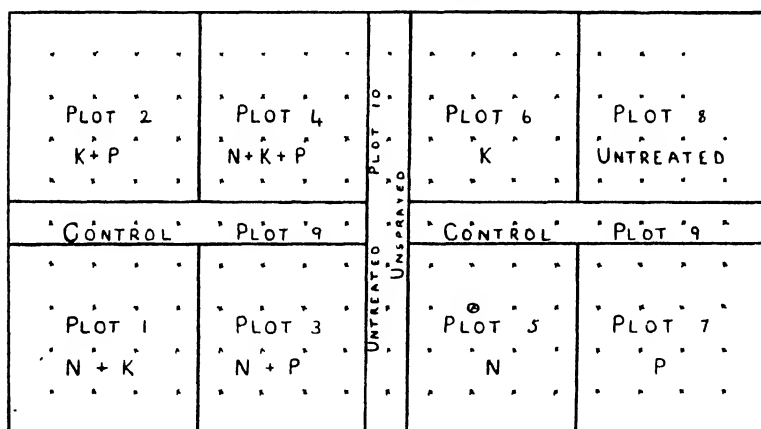 PLOT 2
K+P
PLOT 4
N+K+P
UNTREATED PLOT 10
UNSPRAYED
PLOT 6
K
PLOT 8
UNTREATED
CONTROL PLOT 9
CONTROL PLOT 9
PLOT 1
N + K
PLOT 3
N + P
PLOT 5
N
PLOT 7
P